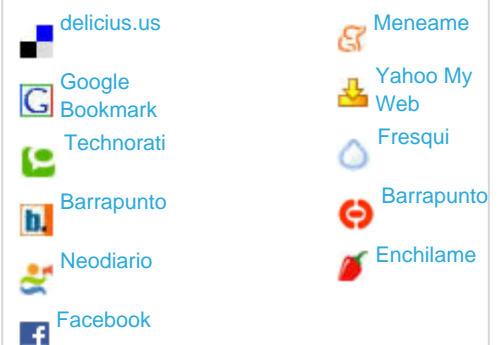 delicius.us
Meneame
Google
Bookmark
Yahoo My
Web
Technorati
Fresqui
Barrapunto
Barrapunto
Neodiario
Enchilame
Facebook